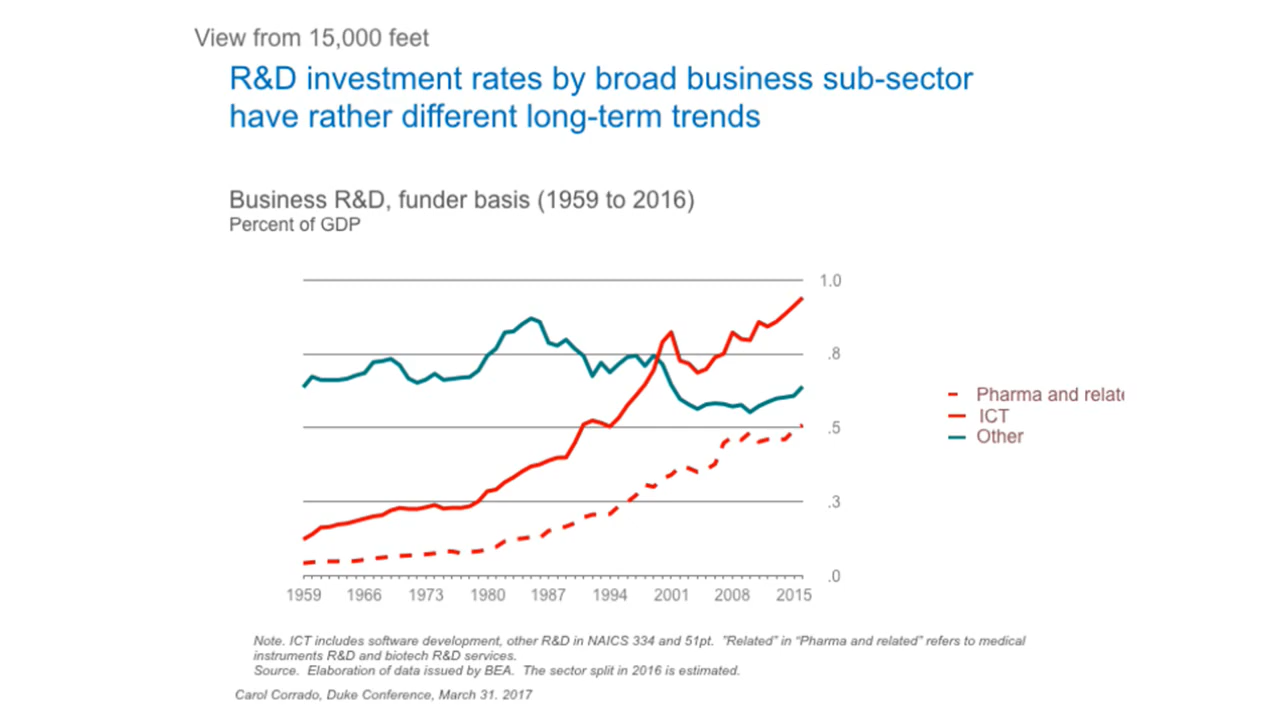 View from 15,000 feet
R&D investment rates by broad business sub-sector
have rather different long-term trends
Business R&D, funder basis (1959 to 2016)
Percent of GDP
1.0
.8
.5
.3
.0
1959 1966 1973 1980 1987 1994 2001 2008 2015
Pharma and relate
ICT
Other
Note. ICT includes software development, other R&D in NAICS 334 and 51pt. "Related" in "Pharma and related" refers to medical
instruments R&D and biotech R&D services.
Source. Elaboration of data issued by BEA. The sector split in 2016 is estimated.
Carol Corrado, Duke Conference, March 31. 2017